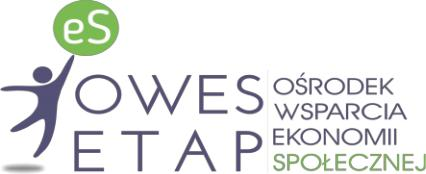 eS
OWES
ETAP
OŚRODEK
WSPARCIA
EKONOMII
SPOŁECZNEJ